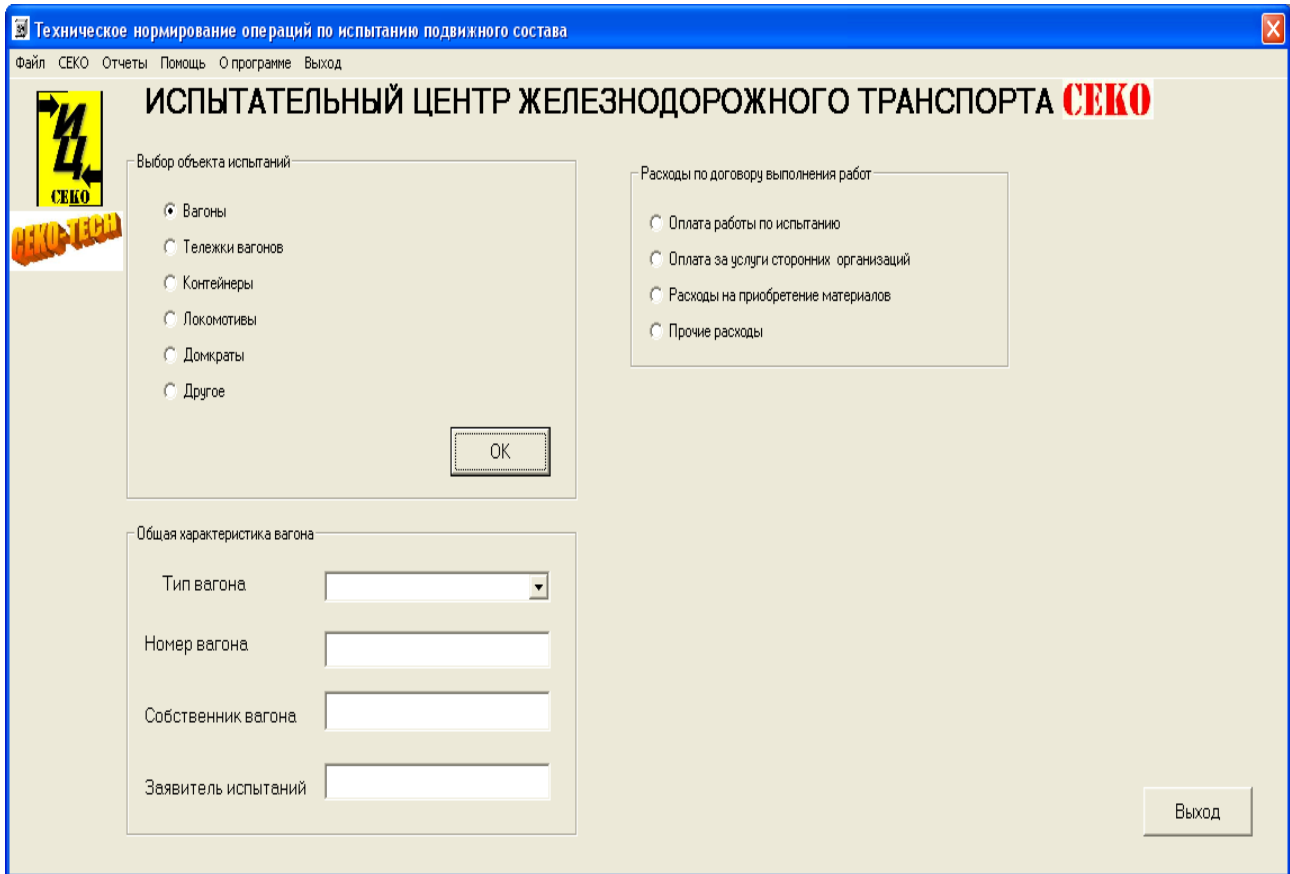 Техническое нормирование операций по испытанию подвижного состава
Файл СЕКО Отчеты Помощь О программе Выход
ИСПЫТАТЕЛЬНЫЙ ЦЕНТР ЖЕЛЕЗНОДОРОЖНОГО ТРАНСПОРТА СЕКО
ИЦ
СЕКО
СЕКО-TECH
Выбор объекта испытаний
Вагоны
Тележки вагонов
Контейнеры
Локомотивы
Домкраты
Другое
OK
Расходы по договору выполнения работ
Оплата работы по испытанию
Оплата за услуги сторонних организаций
Расходы на приобретение материалов
Прочие расходы
Общая характеристика вагона
Тип вагона
Номер вагона
Собственник вагона
Заявитель испытаний
Выход